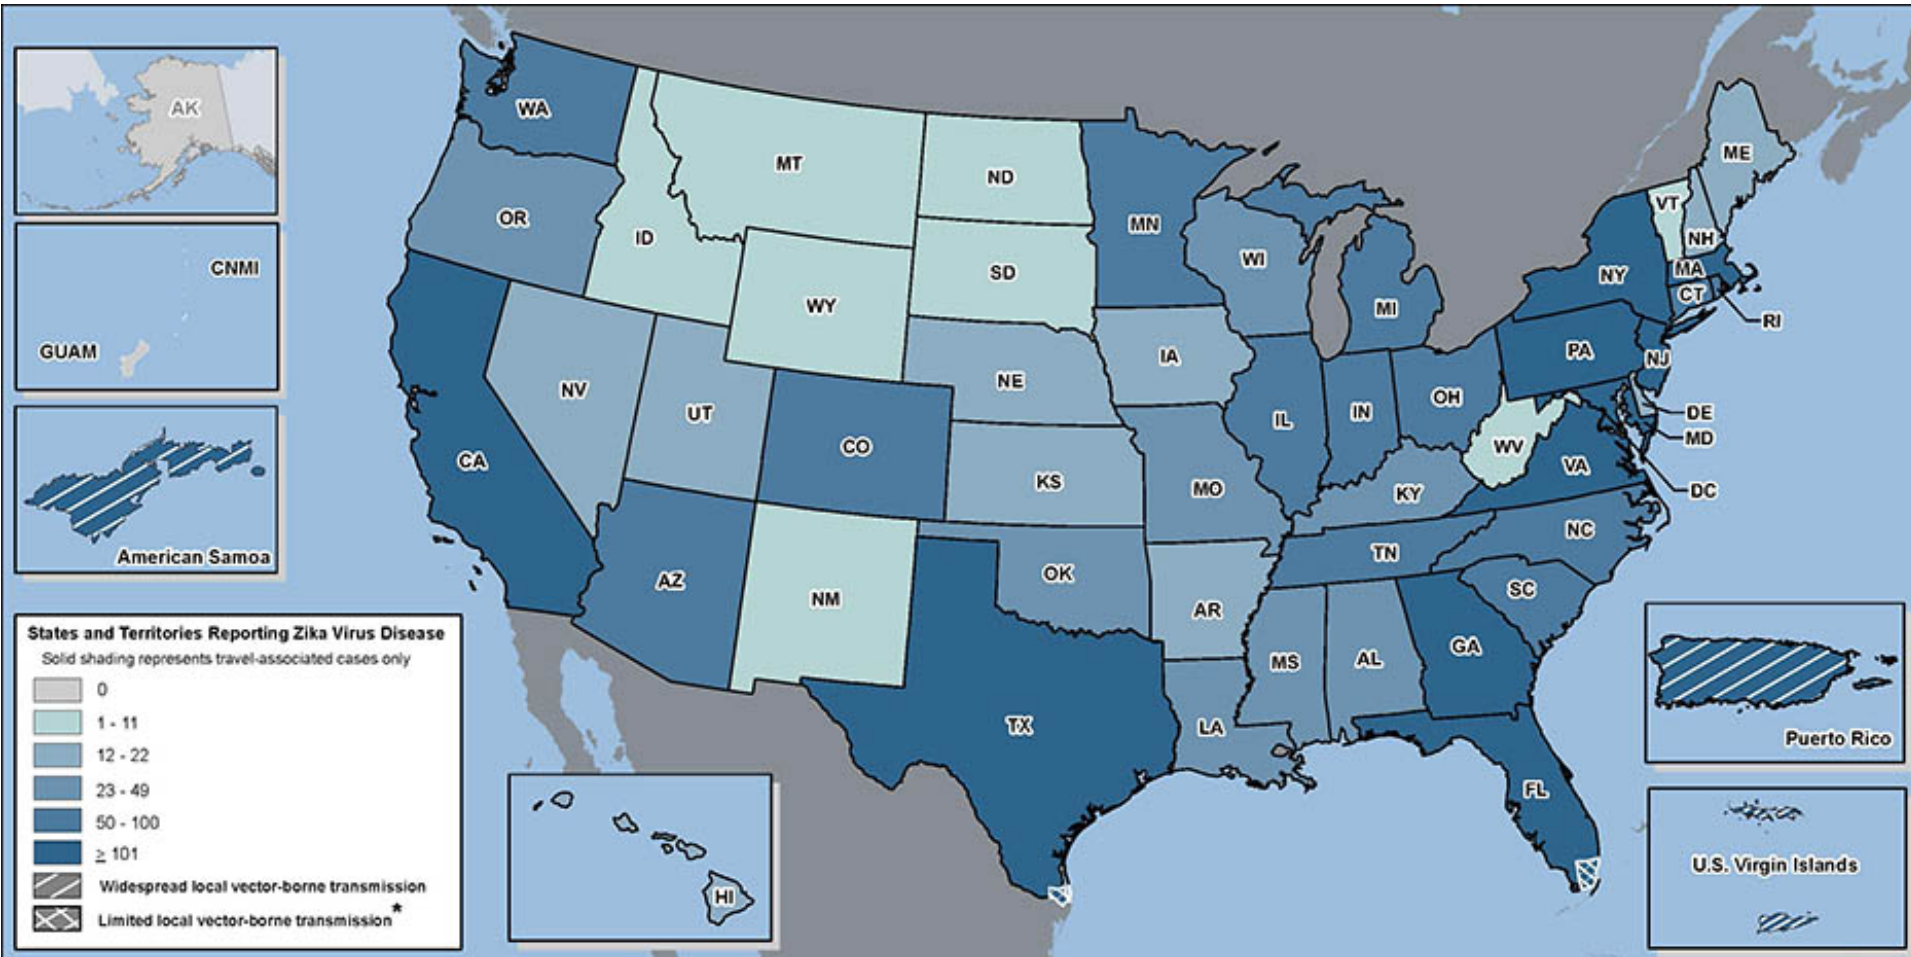 AK
CNMI
GUAM
American Samoa
States and Territories Reporting Zika Virus Disease
Solid shading represents travel-associated cases only
0
1 - 11
12 - 22
23 - 49
50 - 100
≥ 101
Widespread local vector-borne transmission
Limited local vector-borne transmission*
HI
WA
OR
CA
ID
NV
MT
WY
UT
AZ
CO
NM
ND
SD
NE
KS
OK
TX
MN
IA
MO
AR
LA
WI
IL
MI
IN
OH
KY
TN
MS
AL
GA
FL
SC
NC
VA
WV
PA
NY
VT
NH
ME
MA
CT
RI
NJ
DE
MD
DC
Puerto Rico
U.S. Virgin Islands